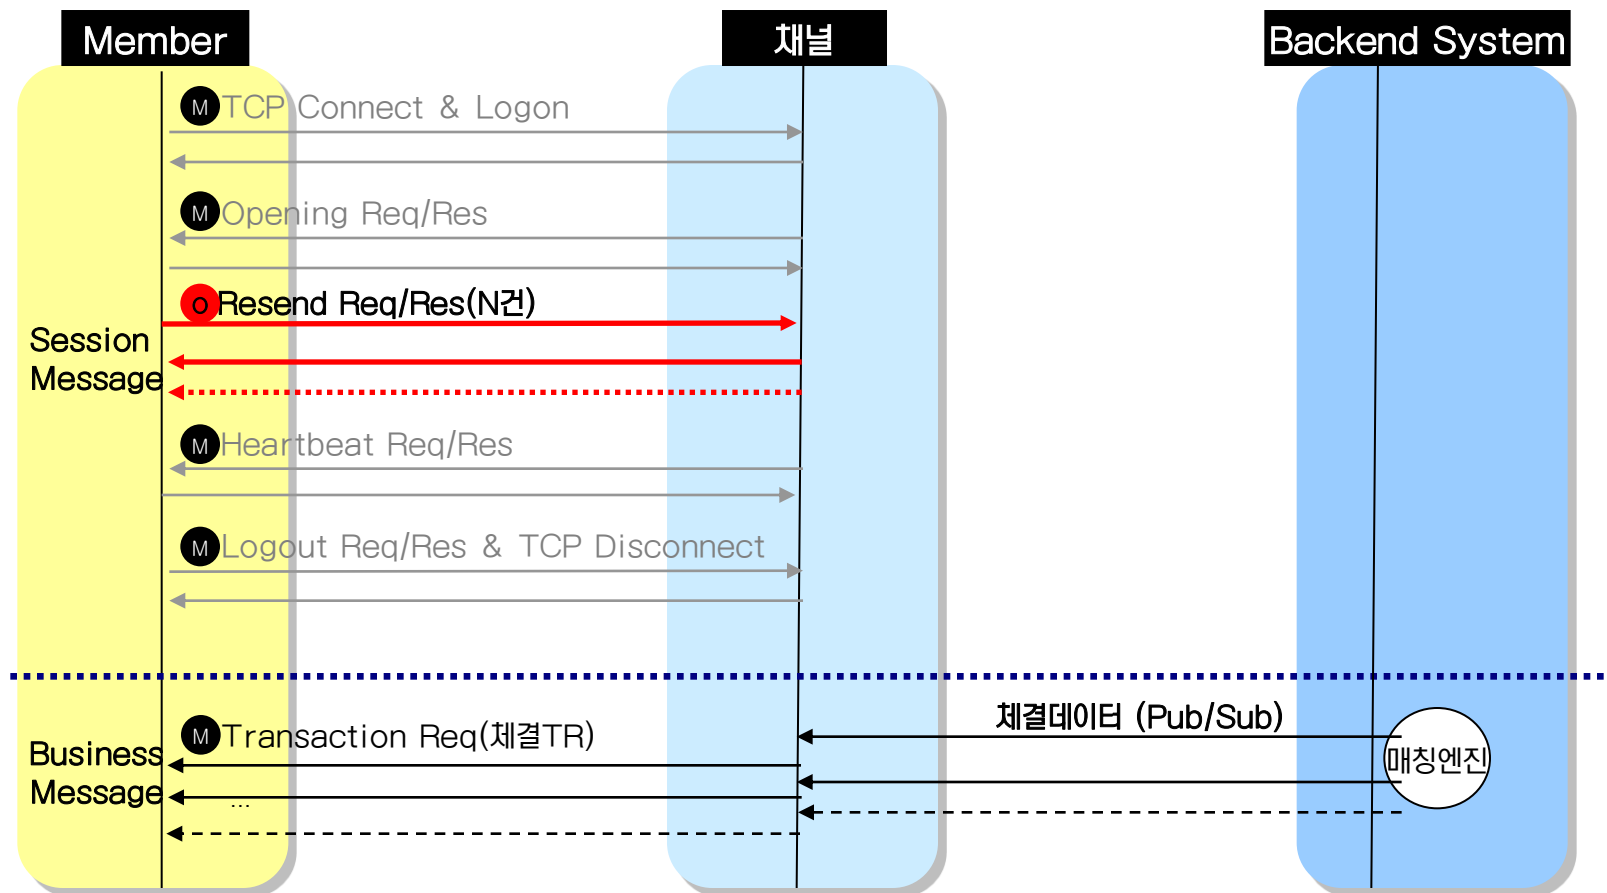 Member
채널
Backend System
M TCP Connect & Logon
M Opening Req/Res
o Resend Req/Res(N건)
Session
Message
M Heartbeat Req/Res
M Logout Req/Res & TCP Disconnect
체결데이터 (Pub/Sub)
M Transaction Req(체결TR)
매칭엔진
Business
Message
...